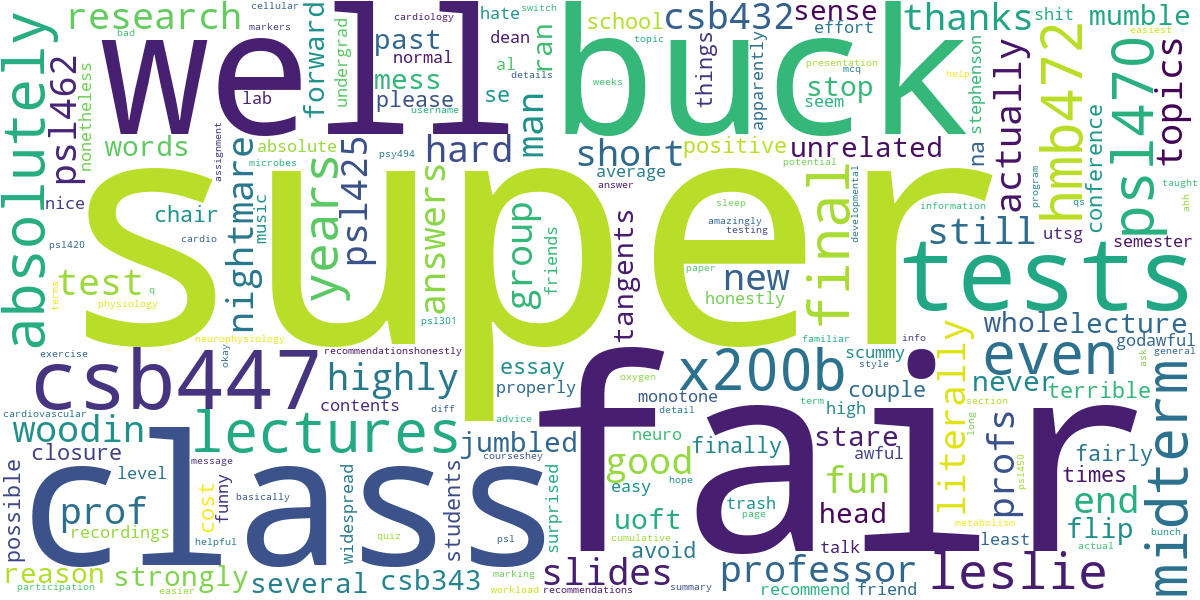 research
well
buck
csb432
sense
thanks
shit
mumble
cellular
switch
easiest
bad
markers
cardiology
hate
school
effort
absolutely
past
ran
topic
forward
undergrad
normal
dean
things
apparently
presentation
mcq
stephenson
hmb472
psl470
topics
psl462
nonetheless
mess
al
details
weeks
stop
help
lab
please
se
man
seem
actually
username
words
assignment
microbes
absolute
psy494
hard
short
positive
unrelated
na
conference
program
qs
taught
average
potential
nightmare
answer
nice
chair
music
years
psl425
super
answers
group
friends
tangents
sleep
amazingly
testing
final
developmental
information
utsg
semester
ahh
still
cardio
psl420
test
q
physiology
terms
new
honestly
paper
tests
psl301
neurophysiology
okay
familiar
info
whole
lecture
godawful
general
exercise
recommendationshonestly
essay
x200b
scummy
style
even
csb447
highly
properly
oxygen
couple
never
terrible
ask
contents
monotone
detail
literally
section
long
midterm
cardiovascular
lectures
advice
diff
term
high
woodin
jumbled
neuro
finally
stare
profs
fairly
closure
class
fair
courseshey
good
awful
psl450
times
possible
level
message
surprised
easy
hope
cumulative
fun
end
prof
cost
funny
widespread
students
uoft
trash
page
head
metabolism
flip
bunch
recordings
basically
helpful
quiz
psl
avoid
talk
least
actual
reason
strongly
several
csb343
marking
slides
professor
leslie
participation
easier
workload
recommendations
summary
recommend
friend